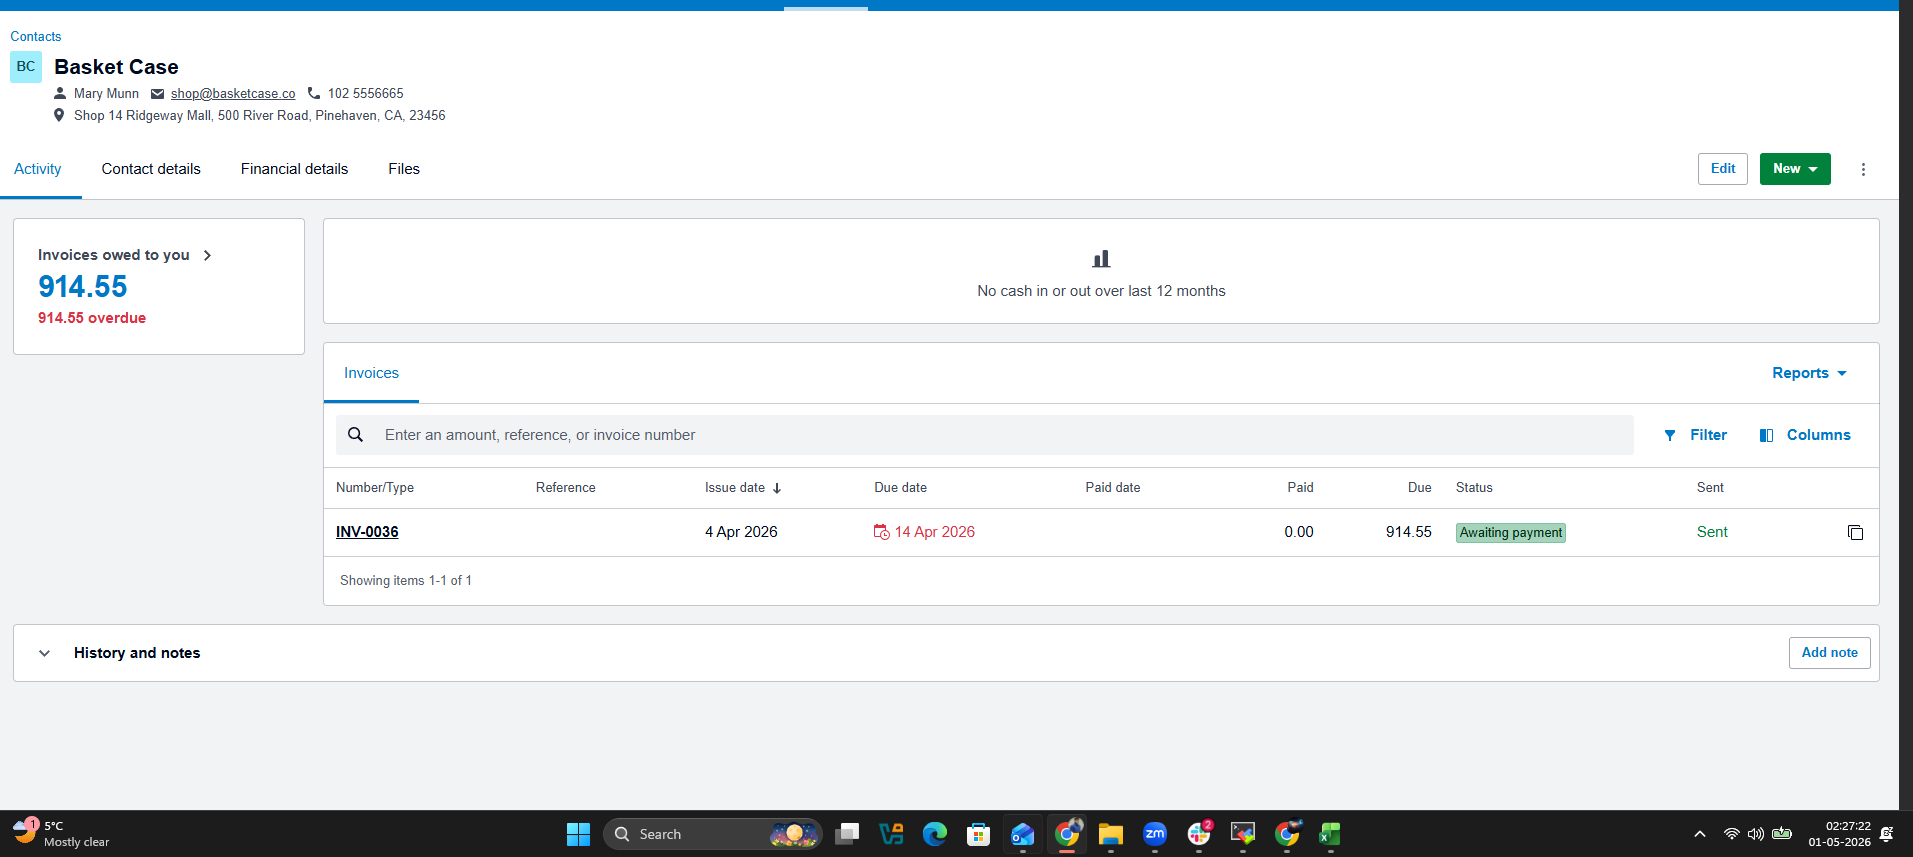 Contacts
BC
Basket Case
Mary Munn shop@basketcase.co 102 5556665
Shop 14 Ridgeway Mall, 500 River Road, Pinehaven, CA, 23456
Activity Contact details Financial details Files Edit New
Invoices owed to you
914.55
914.55 overdue
No cash in or out over last 12 months
Invoices Reports
Enter an amount, reference, or invoice number Filter Columns
Number/Type Reference Issue date Due date Paid date Paid Due Status Sent
INV-0036 4 Apr 2026 14 Apr 2026 0.00 914.55 Awaiting payment Sent
Showing items 1-1 of 1
History and notes Add note
1
5°C
Mostly clear
Search
zm
2
02:27:22
01-05-2026